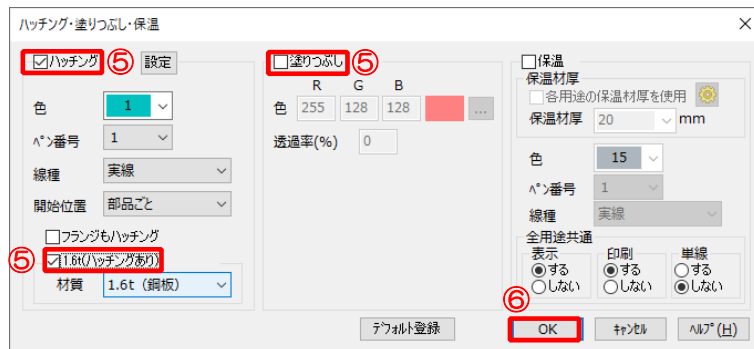 ハッチング・塗りつぶし・保温
ハッチング ⑤ 設定
色 1
ﾍﾟﾝ番号 1
線種 実線
開始位置 部品ごと
フランジもハッチング
⑤ 1.6t(ハッチングあり)
材質 1.6t (鋼板)
塗りつぶし ⑤
R G B
色 255 128 128 ...
透過率(%) 0
保温
保温材厚
各用途の保温材厚を使用
保温材厚 20 mm
色 15
ﾍﾟﾝ番号 1
線種 実線
全用途共通
表示 印刷 単線
する する する
しない しない しない
⑥
ﾃﾞﾌｫﾙﾄ登録 OK ｷｬﾝｾﾙ ﾍﾙﾌﾟ(H)